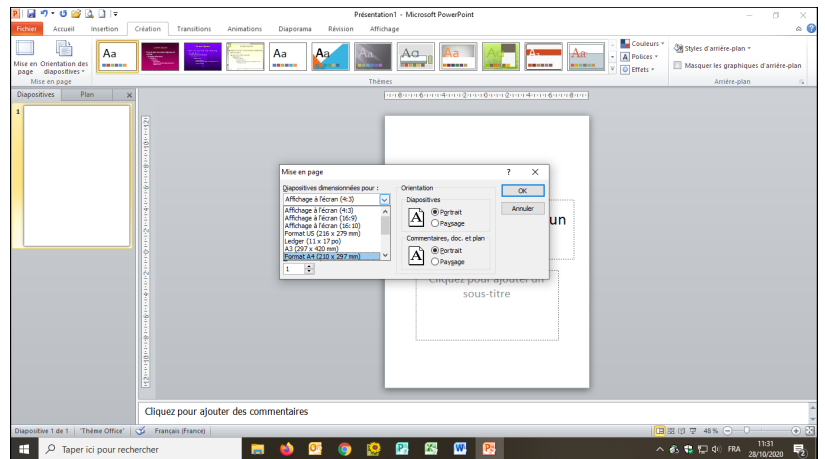 Présentation1 - Microsoft PowerPoint
Fichier Accueil Insertion Création Transitions Animations Diaporama Révision Affichage
Mise en page
Orientation des diapositives
Mise en page
Aa Aa Aa Aa Aa Aa Aa Aa Aa
Thèmes
Couleurs
Polices
Effets
Styles d'arrière-plan
Masquer les graphiques d'arrière-plan
Arrière-plan
Diapositives Plan
1
Mise en page
Diapositives dimensionnées pour :
Affichage à l'écran (4:3)
Affichage à l'écran (4:3)
Affichage à l'écran (16:9)
Affichage à l'écran (16:10)
Format US (216 x 279 mm)
Ledger (11 x 17 po)
A3 (297 x 420 mm)
Format A4 (210 x 297 mm)
1
Orientation
Diapositives
A
Portrait
Paysage
Commentaires, doc. et plan
A
Portrait
Paysage
OK
Annuler
un
Cliquez pour ajouter un
sous-titre
Cliquez pour ajouter des commentaires
Diapositive 1 de 1 "Thème Office" Français (France) 48 %
Taper ici pour rechercher
FRA
11:31
28/10/2020